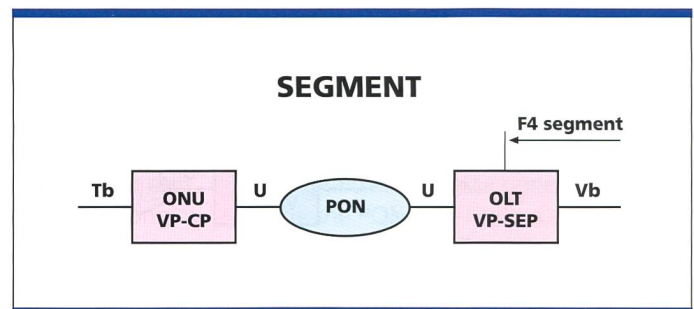 SEGMENT
F4 segment
Tb
ONU
VP-CP
U
PON
U
OLT
VP-SEP
Vb